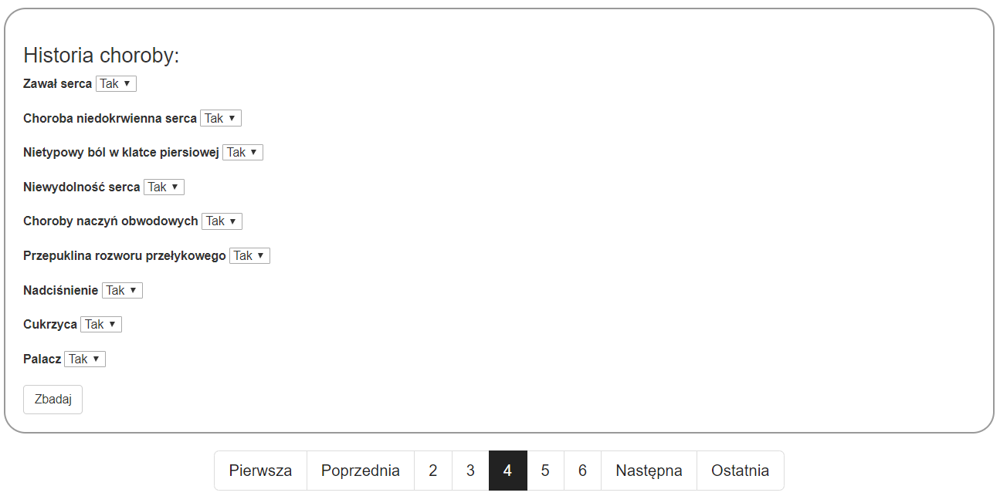 Historia choroby:
Zawał serca Tak
Choroba niedokrwienna serca Tak
Nietypowy ból w klatce piersiowej Tak
Niewydolność serca Tak
Choroby naczyń obwodowych Tak
Przepuklina rozworu przełykowego Tak
Nadciśnienie Tak
Cukrzyca Tak
Palacz Tak
Zbadaj
Pierwsza Poprzednia 2 3 4 5 6 Następna Ostatnia